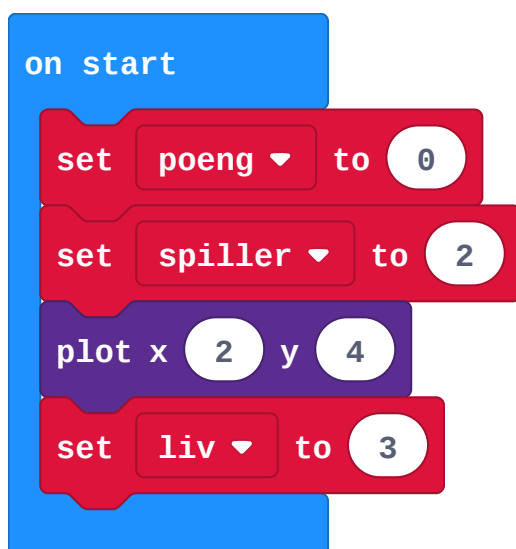 on start
set poeng to 0
set spiller to 2
plot x 2 y 4
set liv to 3